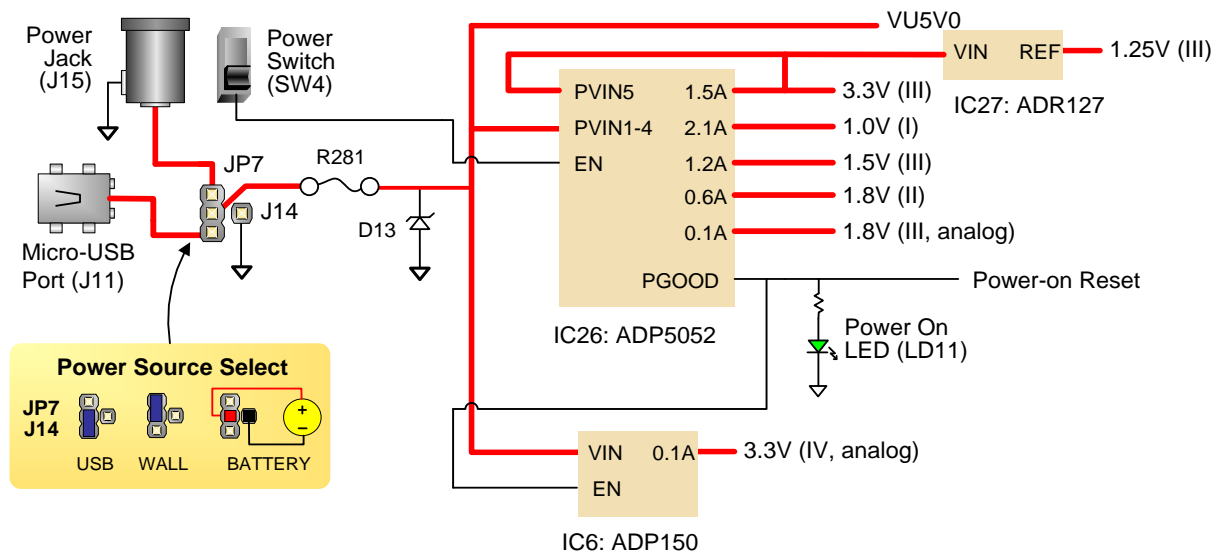 Power
Jack
(J15)
Power
Switch
(SW4)
VU5V0
VIN REF
1.25V (III)
IC27: ADR127
PVIN5 1.5A
3.3V (III)
PVIN1-4 2.1A
1.0V (I)
EN 1.2A
1.5V (III)
0.6A
1.8V (II)
0.1A
1.8V (III, analog)
PGOOD
Power-on Reset
IC26: ADP5052
JP7
R281
J14
D13
Micro-USB
Port (J11)
Power On
LED (LD11)
Power Source Select
JP7
J14
+
–
USB WALL BATTERY
VIN 0.1A
3.3V (IV, analog)
EN
IC6: ADP150